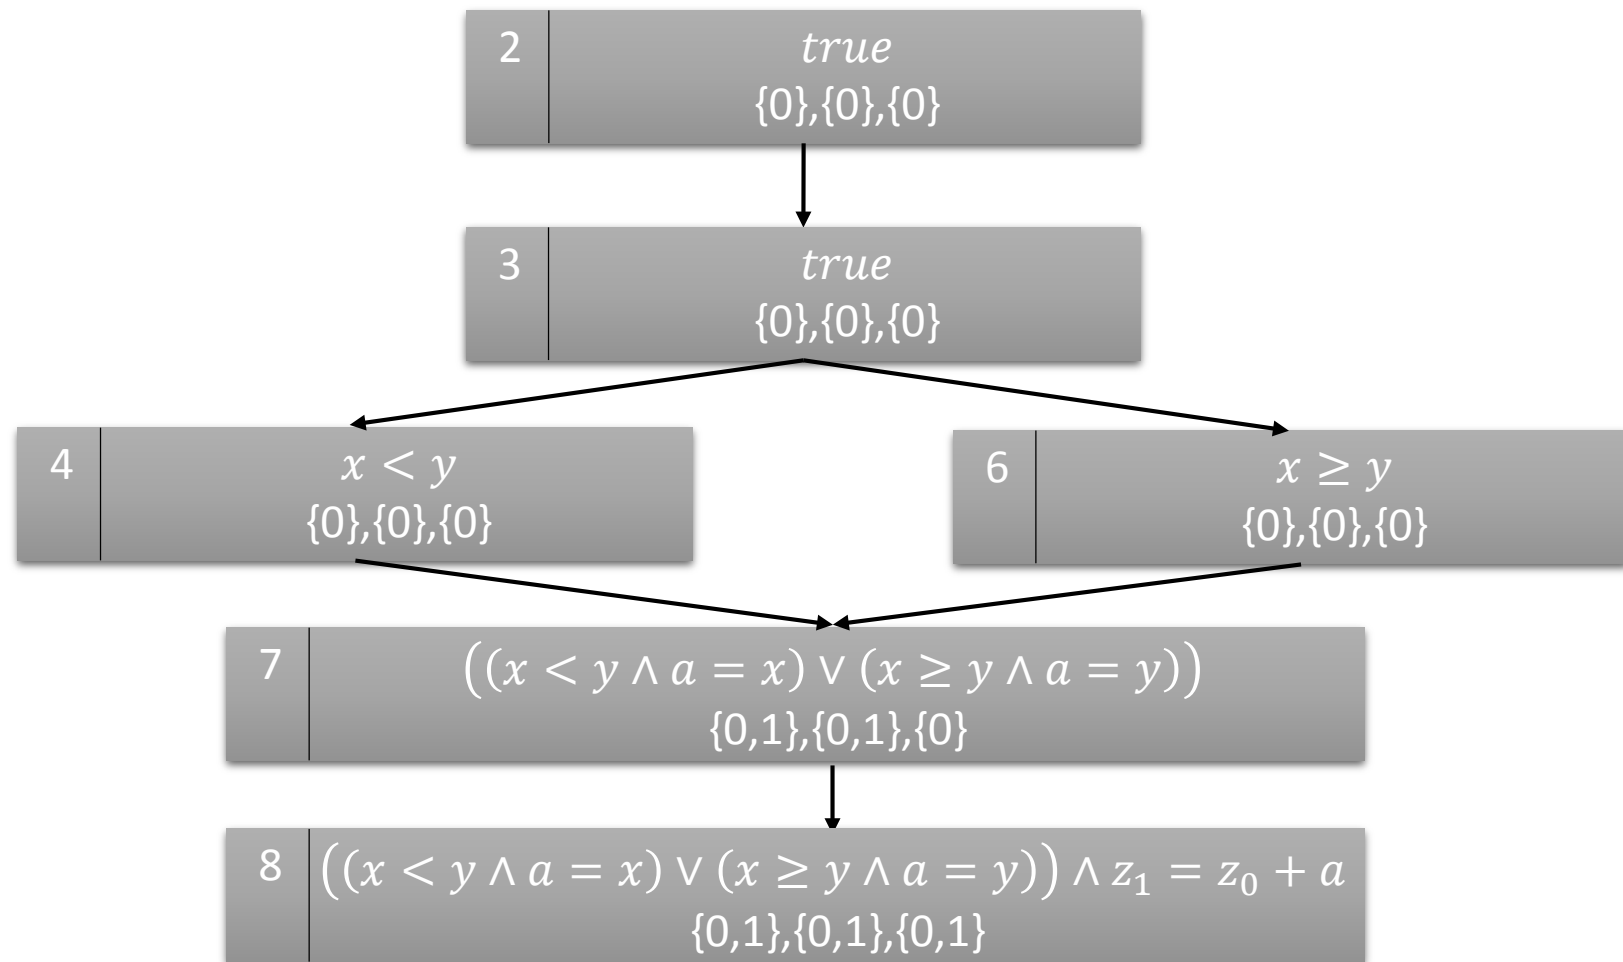 2 true
{0},{0},{0}
3 true
{0},{0},{0}
4 x < y
{0},{0},{0}
6 x ≥ y
{0},{0},{0}
7 ((x < y ∧ a = x) ∨ (x ≥ y ∧ a = y))
{0,1},{0,1},{0}
8 ((x < y ∧ a = x) ∨ (x ≥ y ∧ a = y)) ∧ z₁ = z₀ + a
{0,1},{0,1},{0,1}